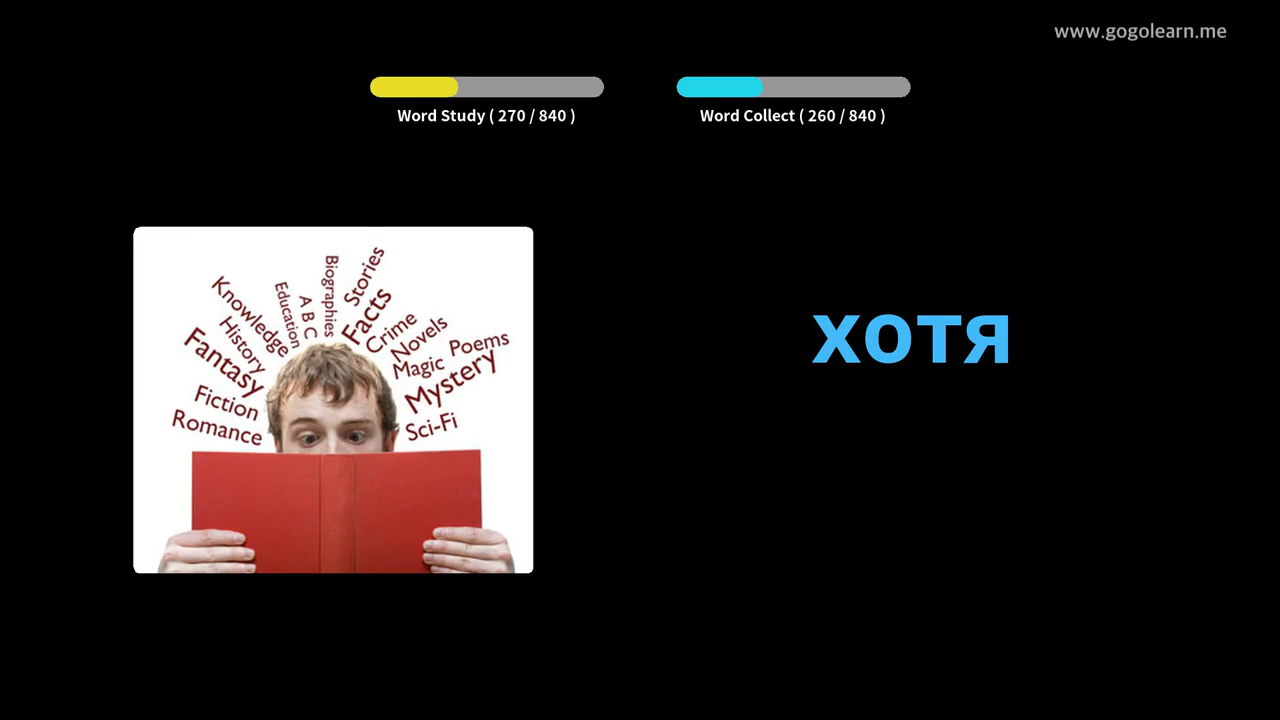 www.gogolearn.me
Word Study ( 270 / 840 )
Word Collect ( 260 / 840 )
Stories
Biographies
Facts
A B C
Education
Knowledge
Crime
History
Novels
Fantasy
Poems
Magic
Mystery
Fiction
Romance
Sci-Fi
хотя